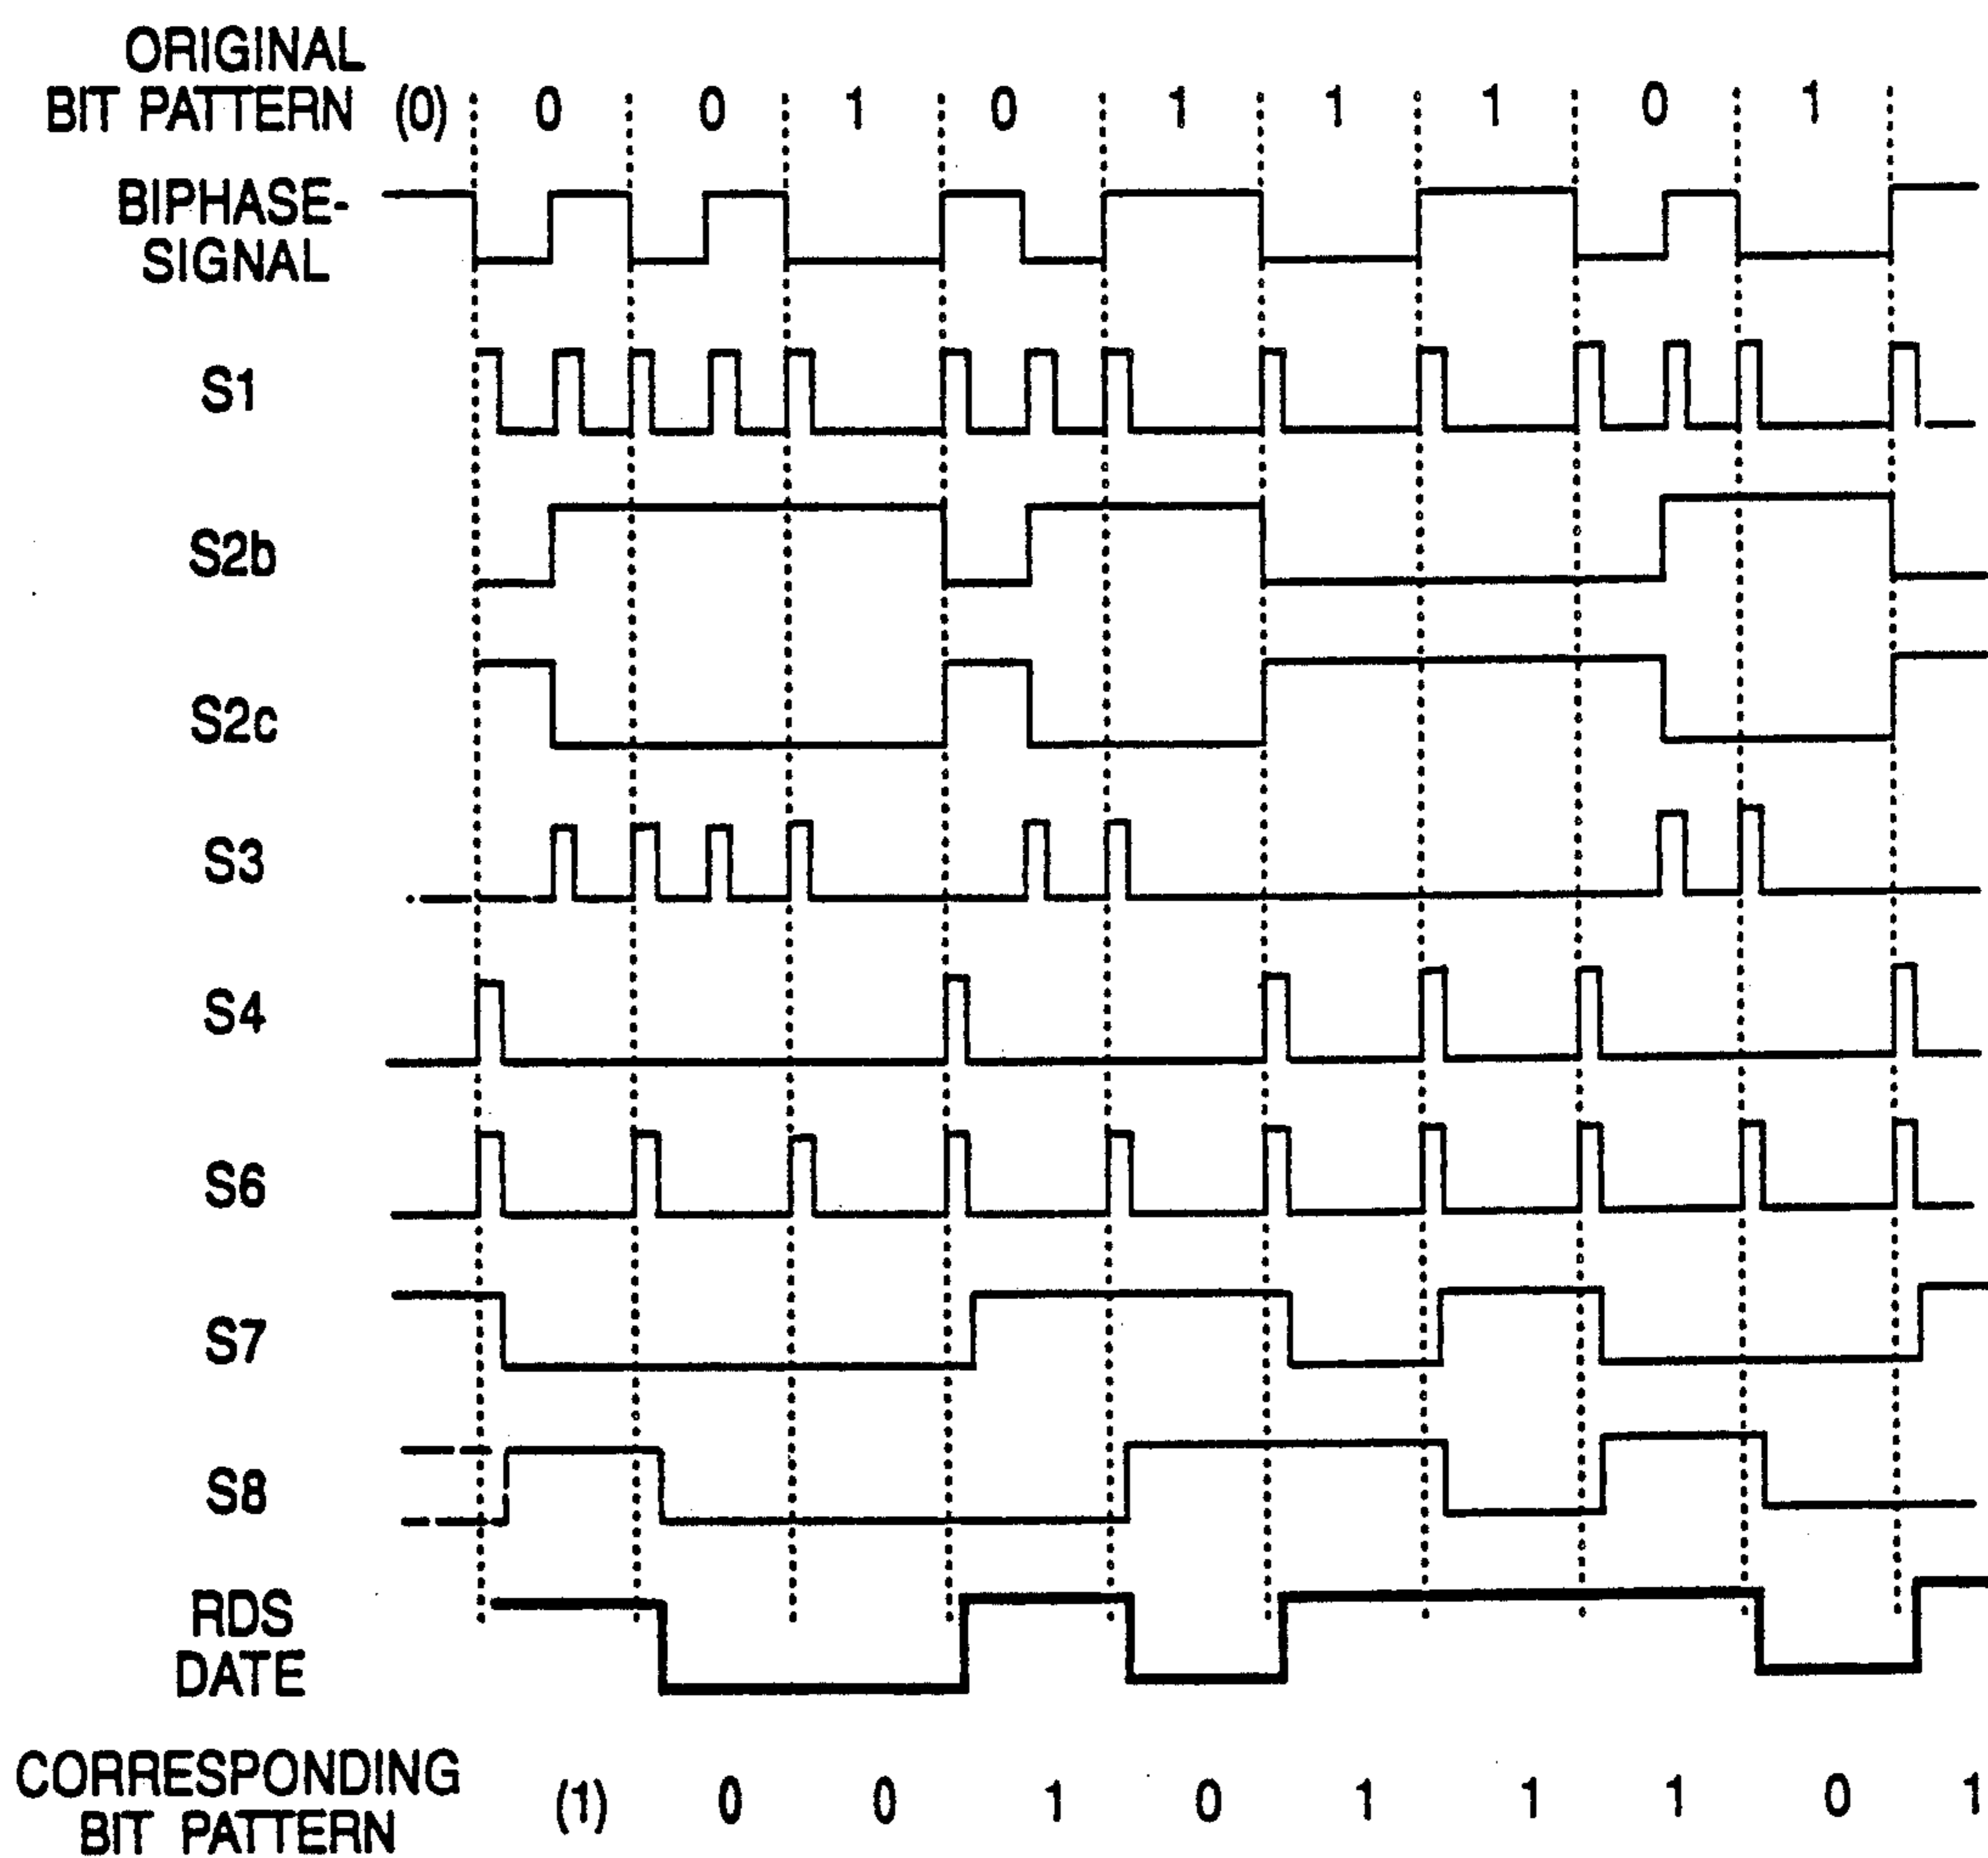 ORIGINAL
BIT PATTERN (0) 0 0 1 0 1 1 1 0 1
BIPHASE-
SIGNAL
S1
S2b
S2c
S3
S4
S6
S7
S8
RDS
DATE
CORRESPONDING
BIT PATTERN (1) 0 0 1 0 1 1 1 0 1